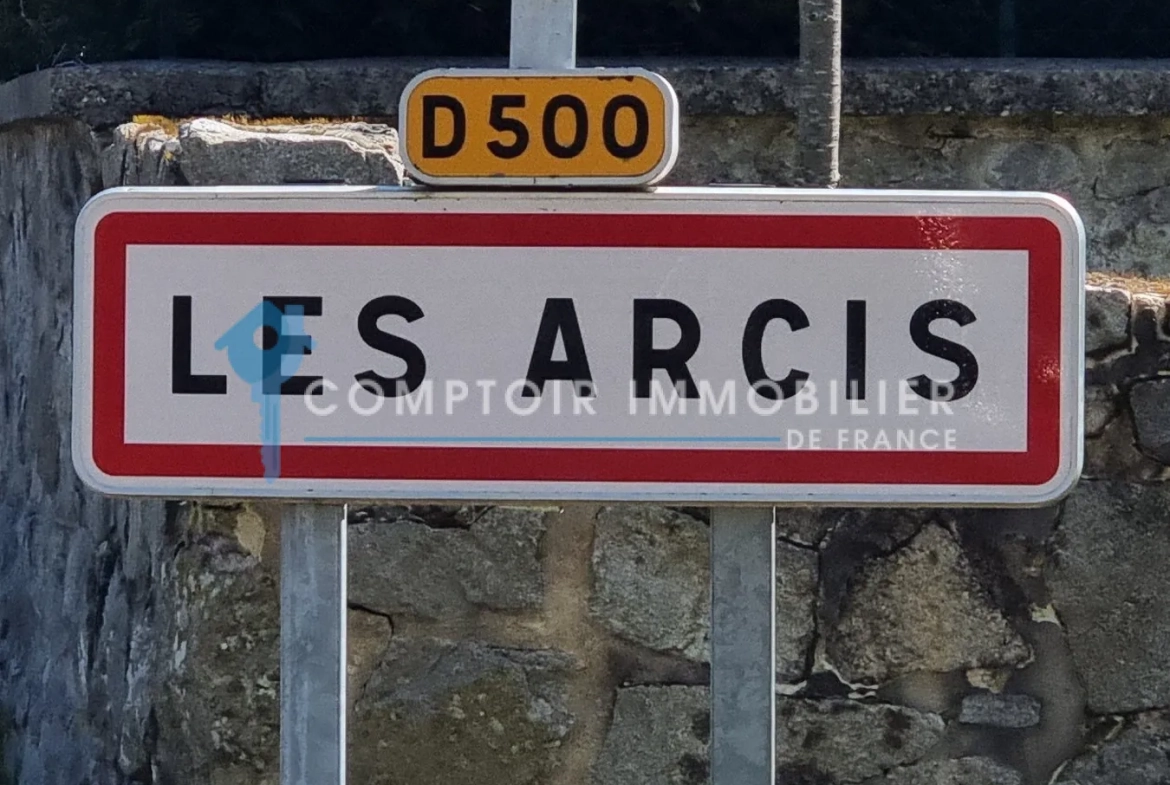 D500
LES ARCIS
COMPTOIR IMMOBILIER
DE FRANCE